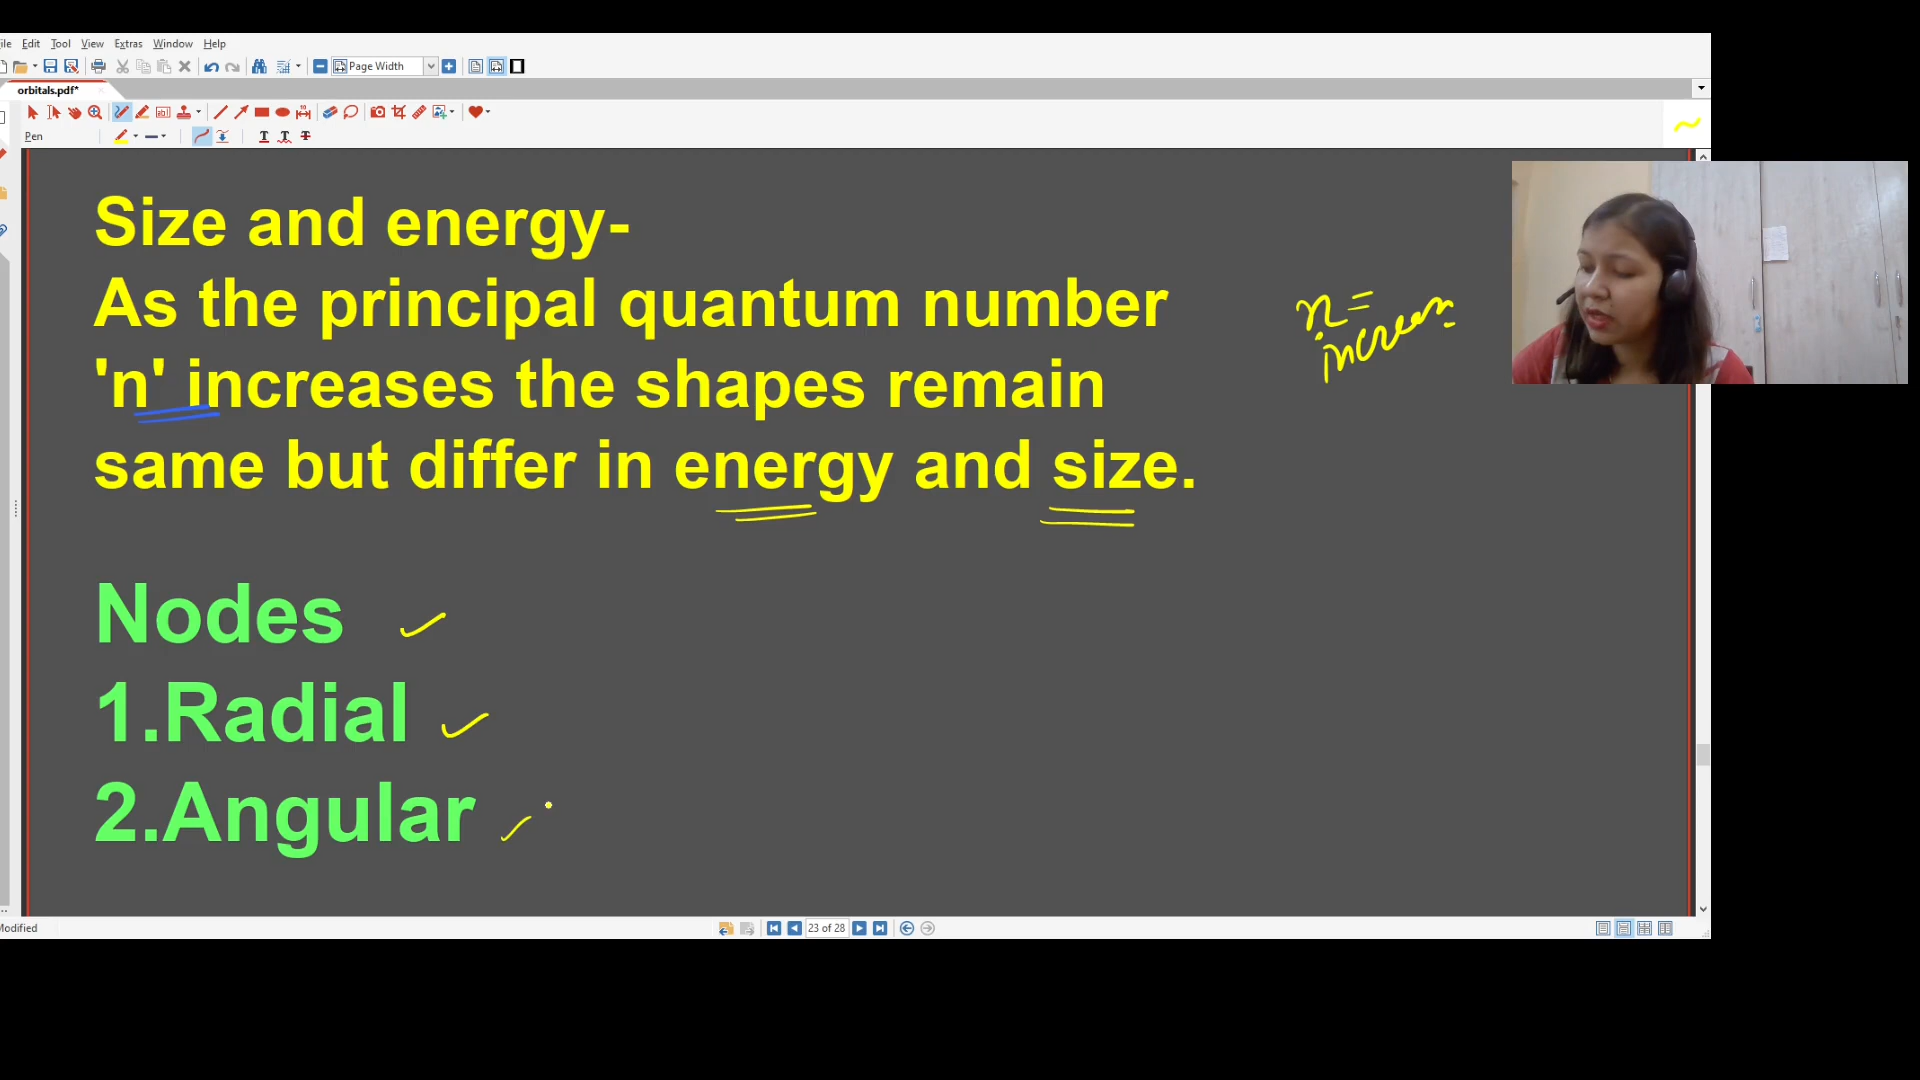 File Edit Tool View Extras Window Help
Page Width
orbitals.pdf*
Pen
Size and energy-
As the principal quantum number
'n' increases the shapes remain
same but differ in energy and size.
n=
increases
Nodes
1.Radial
2.Angular
Modified
23 of 28